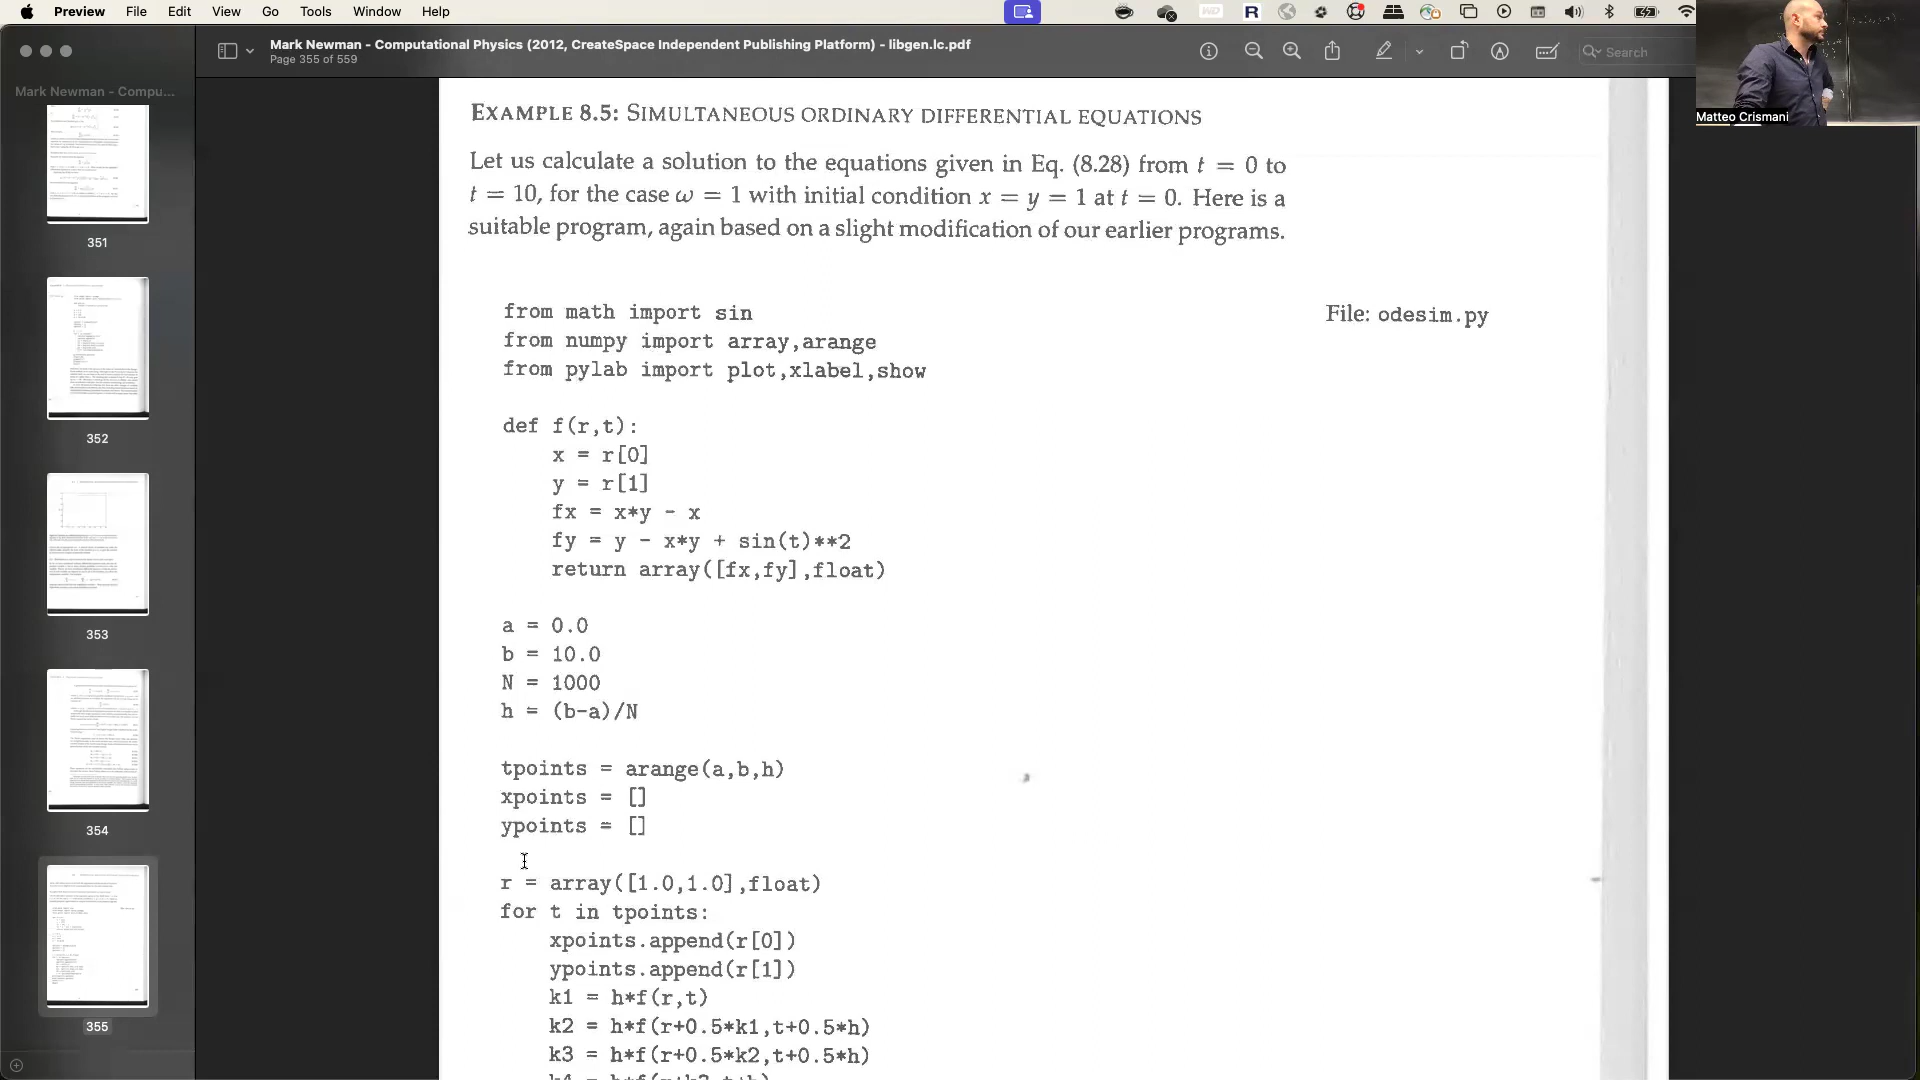 Preview File Edit View Go Tools Window Help
Mark Newman - Computational Physics (2012, CreateSpace Independent Publishing Platform) - libgen.lc.pdf
Page 355 of 559
Search
Matteo Crismani
Mark Newman - Compu...
351
352
353
354
355
EXAMPLE 8.5: SIMULTANEOUS ORDINARY DIFFERENTIAL EQUATIONS
Let us calculate a solution to the equations given in Eq. (8.28) from t = 0 to
t = 10, for the case ω = 1 with initial condition x = y = 1 at t = 0. Here is a
suitable program, again based on a slight modification of our earlier programs.
from math import sin
File: odesim.py
from numpy import array,arange
from pylab import plot,xlabel,show
def f(r,t):
x = r[0]
y = r[1]
fx = x*y - x
fy = y - x*y + sin(t)**2
return array([fx,fy],float)
a = 0.0
b = 10.0
N = 1000
h = (b-a)/N
tpoints = arange(a,b,h)
xpoints = []
ypoints = []
r = array([1.0,1.0],float)
for t in tpoints:
xpoints.append(r[0])
ypoints.append(r[1])
k1 = h*f(r,t)
k2 = h*f(r+0.5*k1,t+0.5*h)
k3 = h*f(r+0.5*k2,t+0.5*h)